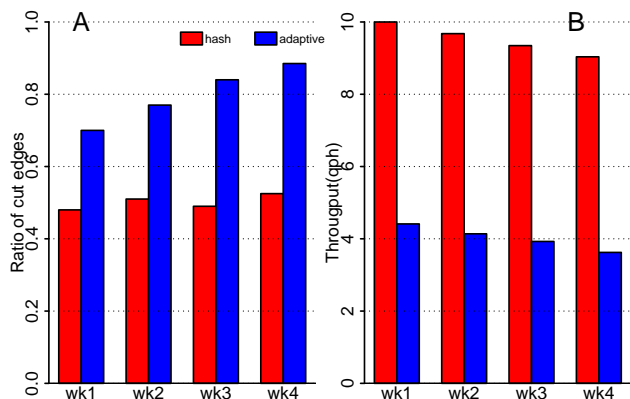 A
hash
adaptive
Ratio of cut edges
1.0
0.8
0.6
0.4
0.2
0.0
wk1
wk2
wk3
wk4
B
Througput(qph)
10
8
6
4
2
0
wk1
wk2
wk3
wk4